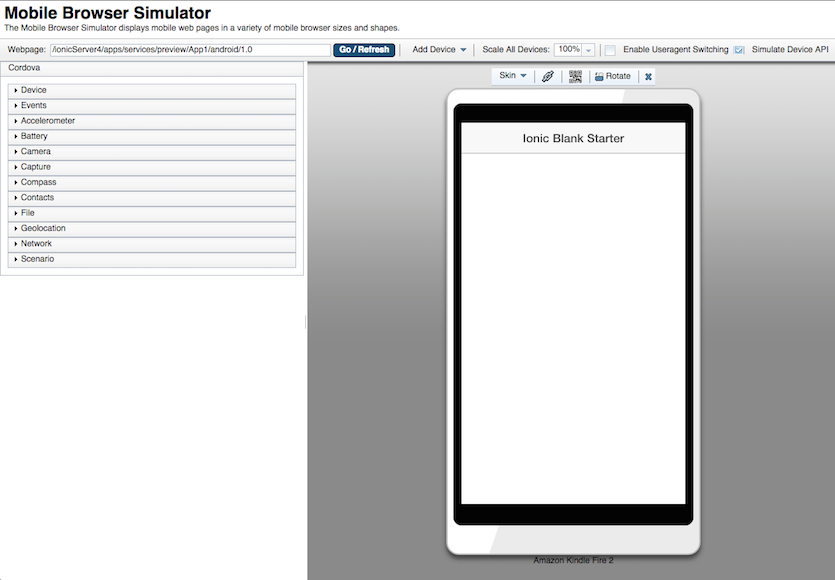 Mobile Browser Simulator
The Mobile Browser Simulator displays mobile web pages in a variety of mobile browser sizes and shapes.
Webpage: /ionicServer4/apps/services/preview/App1/android/1.0 Go / Refresh Add Device Scale All Devices: 100% Enable Useragent Switching Simulate Device API
Cordova
Skin Rotate
Device
Events
Accelerometer
Battery
Camera
Capture
Compass
Contacts
File
Geolocation
Network
Scenario
Ionic Blank Starter
Amazon Kindle Fire 2